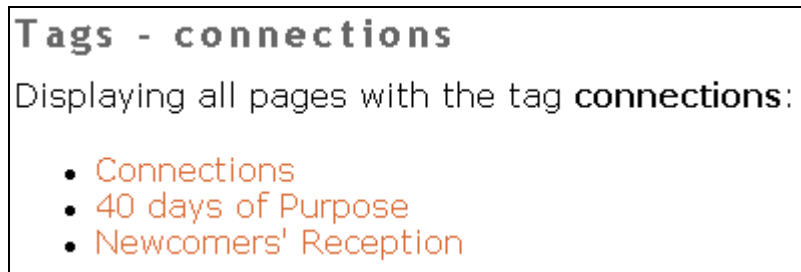 Tags - connections
Displaying all pages with the tag connections:
Connections
40 days of Purpose
Newcomers' Reception